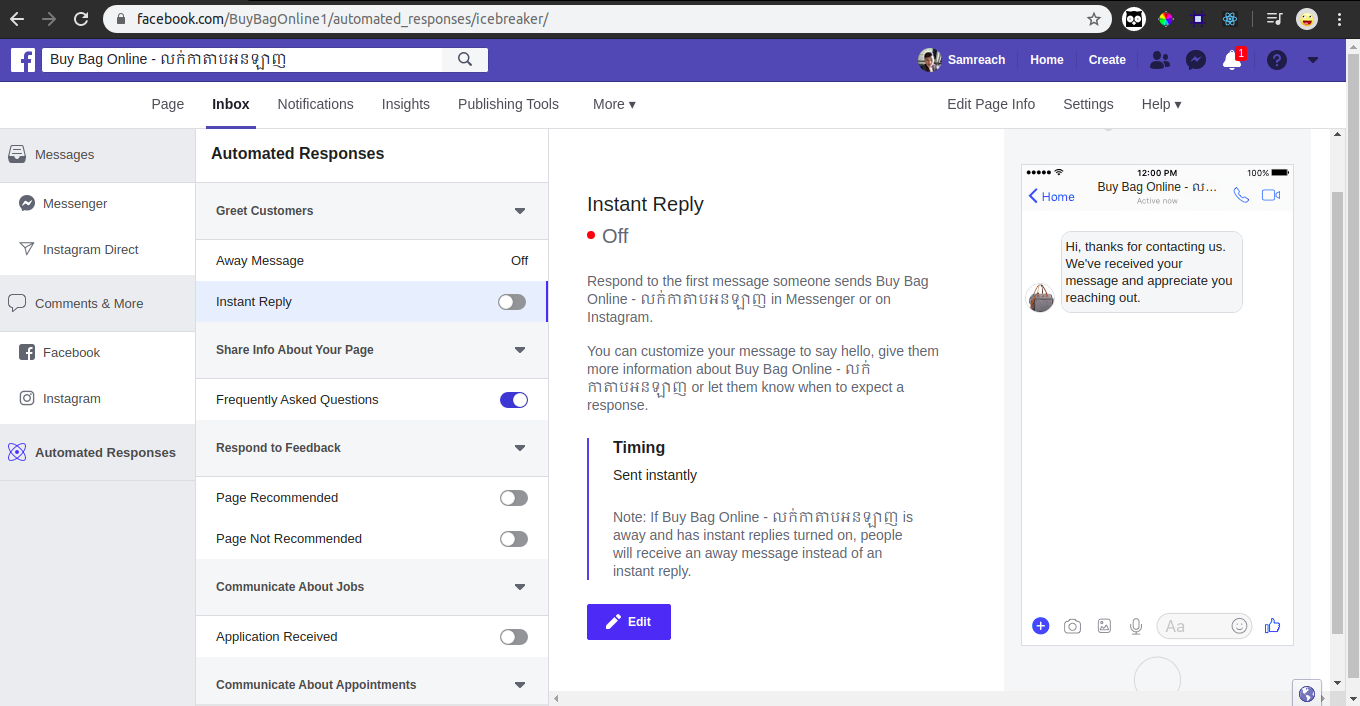 facebook.com/BuyBagOnline1/automated_responses/icebreaker/
Buy Bag Online - លក់កាតាបអនឡាញ
Samreach
Home
Create
1
Page
Inbox
Notifications
Insights
Publishing Tools
More ▾
Edit Page Info
Settings
Help ▾
Messages
Messenger
Instagram Direct
Comments & More
Facebook
Instagram
Automated Responses
Automated Responses
Greet Customers
Away Message
Off
Instant Reply
Share Info About Your Page
Frequently Asked Questions
Respond to Feedback
Page Recommended
Page Not Recommended
Communicate About Jobs
Application Received
Communicate About Appointments
Instant Reply
Off
Respond to the first message someone sends Buy Bag
Online - លក់កាតាបអនឡាញ in Messenger or on
Instagram.
You can customize your message to say hello, give them
more information about Buy Bag Online - លក់
កាតាបអនឡាញ or let them know when to expect a
response.
Timing
Sent instantly
Note: If Buy Bag Online - លក់កាតាបអនឡាញ is
away and has instant replies turned on, people
will receive an away message instead of an
instant reply.
Edit
12:00 PM
100%
Home
Buy Bag Online - ល...
Active now
Hi, thanks for contacting us.
We've received your
message and appreciate you
reaching out.
Aa